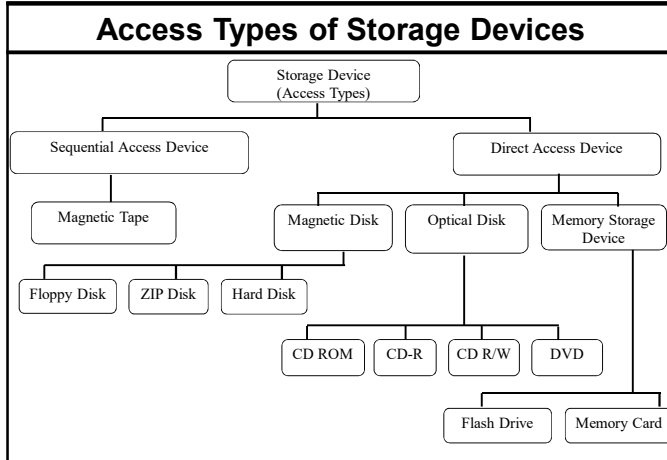 Access Types of Storage Devices
Storage Device
(Access Types)
Sequential Access Device
Direct Access Device
Magnetic Tape
Magnetic Disk
Optical Disk
Memory Storage
Device
Floppy Disk
ZIP Disk
Hard Disk
CD ROM
CD-R
CD R/W
DVD
Flash Drive
Memory Card